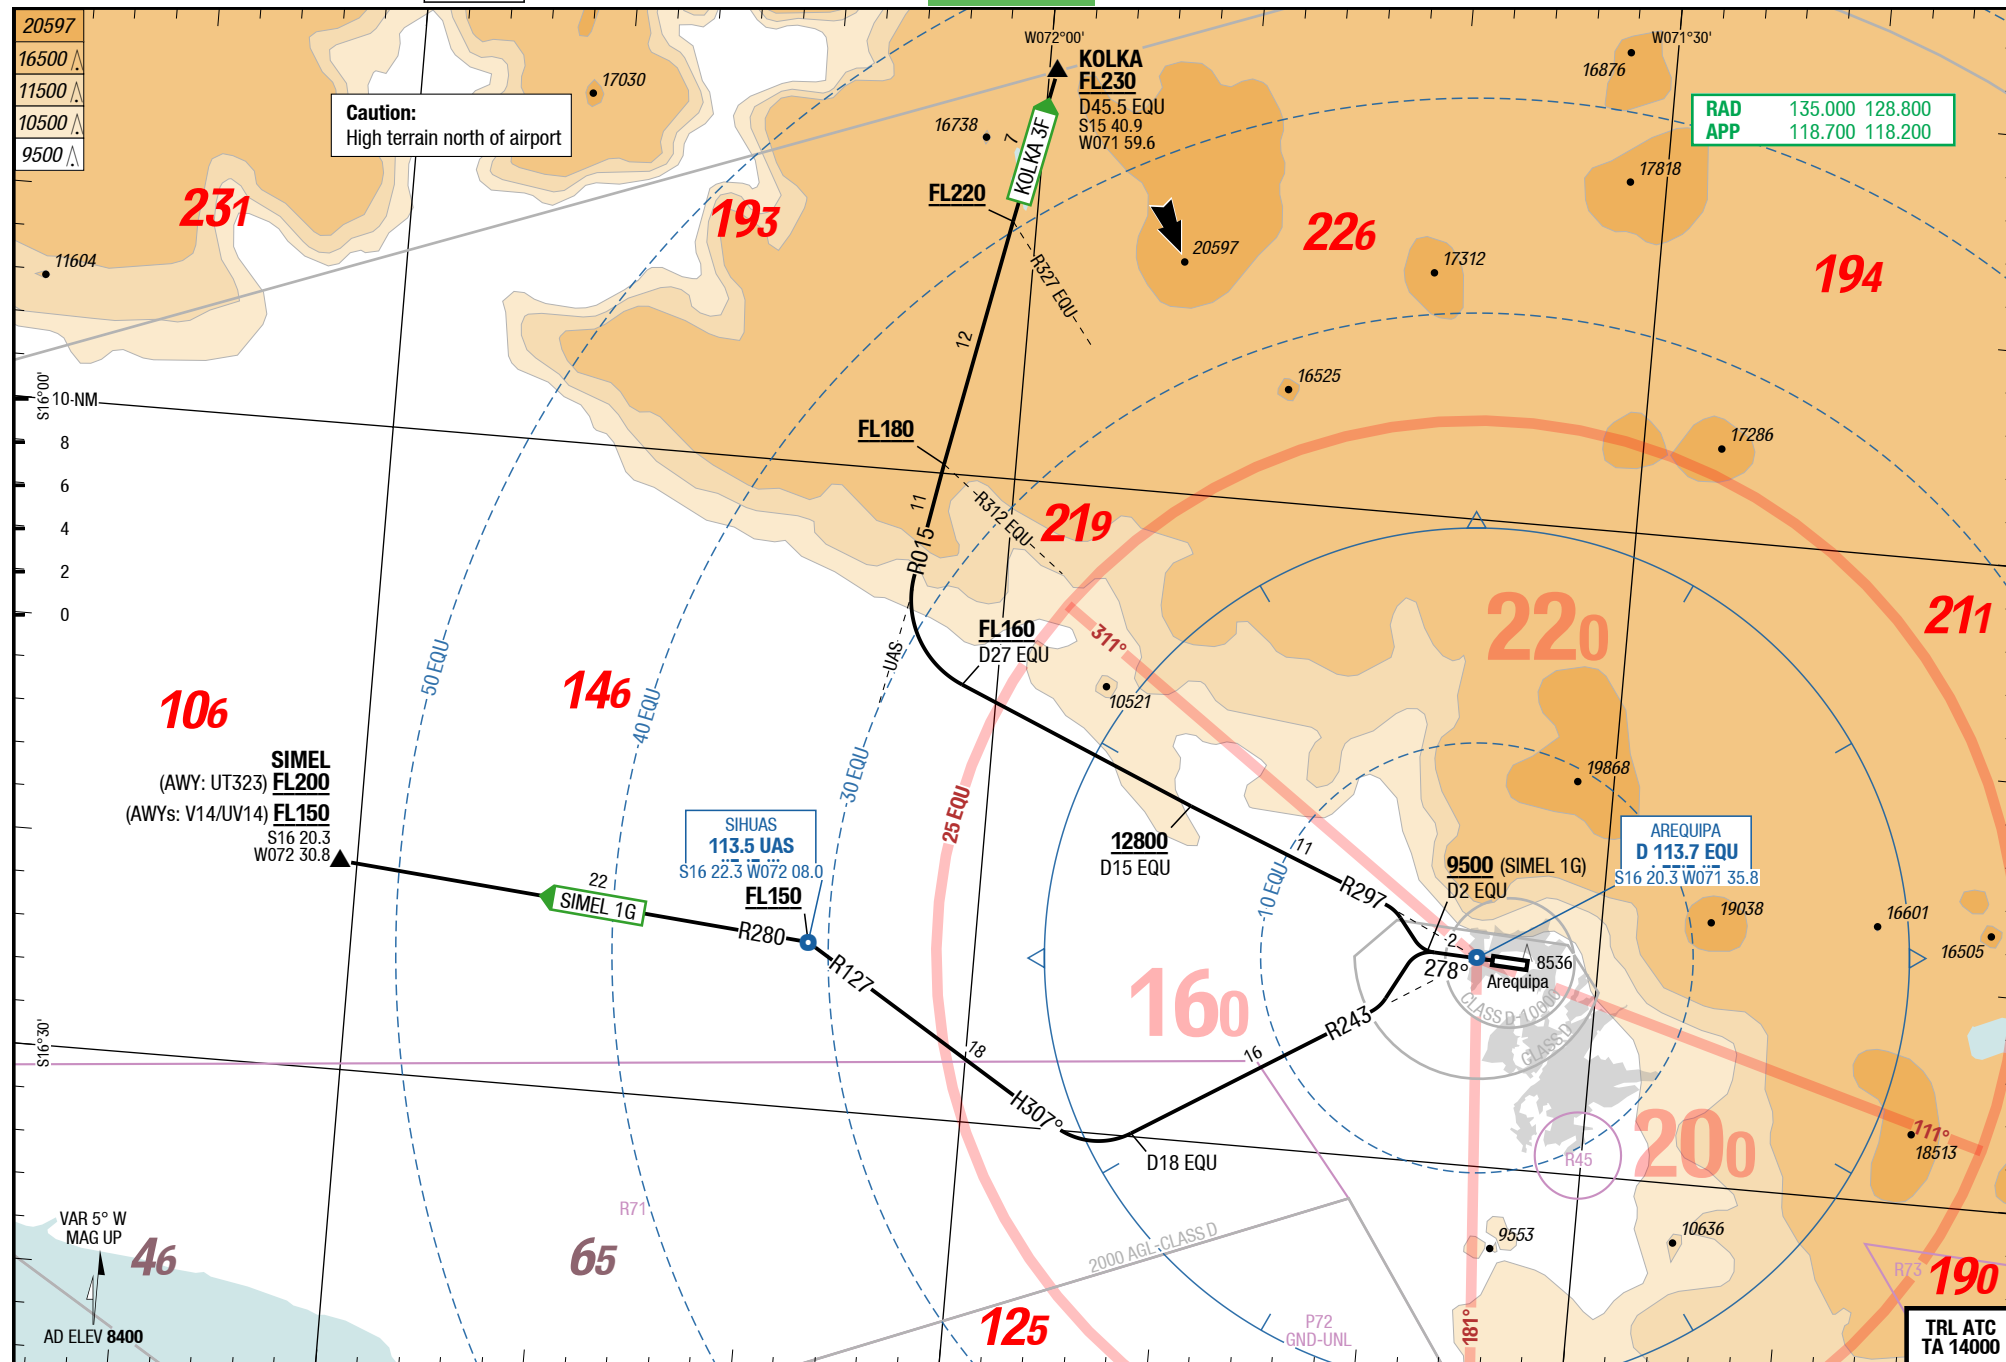 20597
16500
11500
10500
9500
Caution:
High terrain north of airport
17030
W072°00'
W071°30'
KOLKA
FL230
D45.5 EQU
S15 40.9
W071 59.6
16738
7
KOLKA 3F
FL220
R327 EQU
16876
RAD 135.000 128.800
APP 118.700 118.200
17818
231
193
226
194
20597
17312
11604
12
S16°00'
10 NM
8
6
4
2
0
16525
FL180
17286
11
R015
R312 EQU
219
220
211
FL160
D27 EQU
311°
UAS
50 EQU
40 EQU
30 EQU
25 EQU
10 EQU
106
146
10521
19868
SIMEL
(AWY: UT323) FL200
(AWYs: V14/UV14) FL150
S16 20.3
W072 30.8
SIHUAS
113.5 UAS
S16 22.3 W072 08.0
FL150
22
SIMEL 1G
R280
R127
12800
D15 EQU
11
R297
9500 (SIMEL 1G)
D2 EQU
AREQUIPA
D 113.7 EQU
S16 20.3 W071 35.8
19038
16601
16505
2
278°
8536
Arequipa
CLASS D-10000
CLASS D
160
R243
16
18
S16°30'
H307°
D18 EQU
R45
200
111°
18513
R71
2000 AGL-CLASS D
9553
10636
R73
190
VAR 5° W
MAG UP
46
65
AD ELEV 8400
125
P72
GND-UNL
181°
TRL ATC
TA 14000